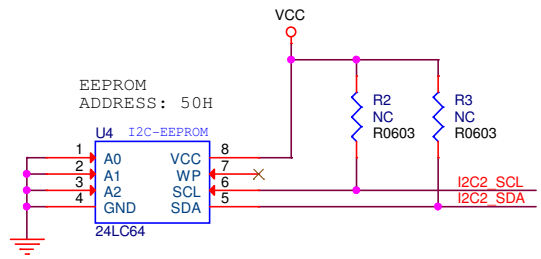 VCC
EEPROM
ADDRESS: 50H
U4 I2C-EEPROM
R2
NC
R0603
R3
NC
R0603
1 A0 VCC 8
2 A1 WP 7
3 A2 SCL 6
4 GND SDA 5
24LC64
I2C2_SCL
I2C2_SDA